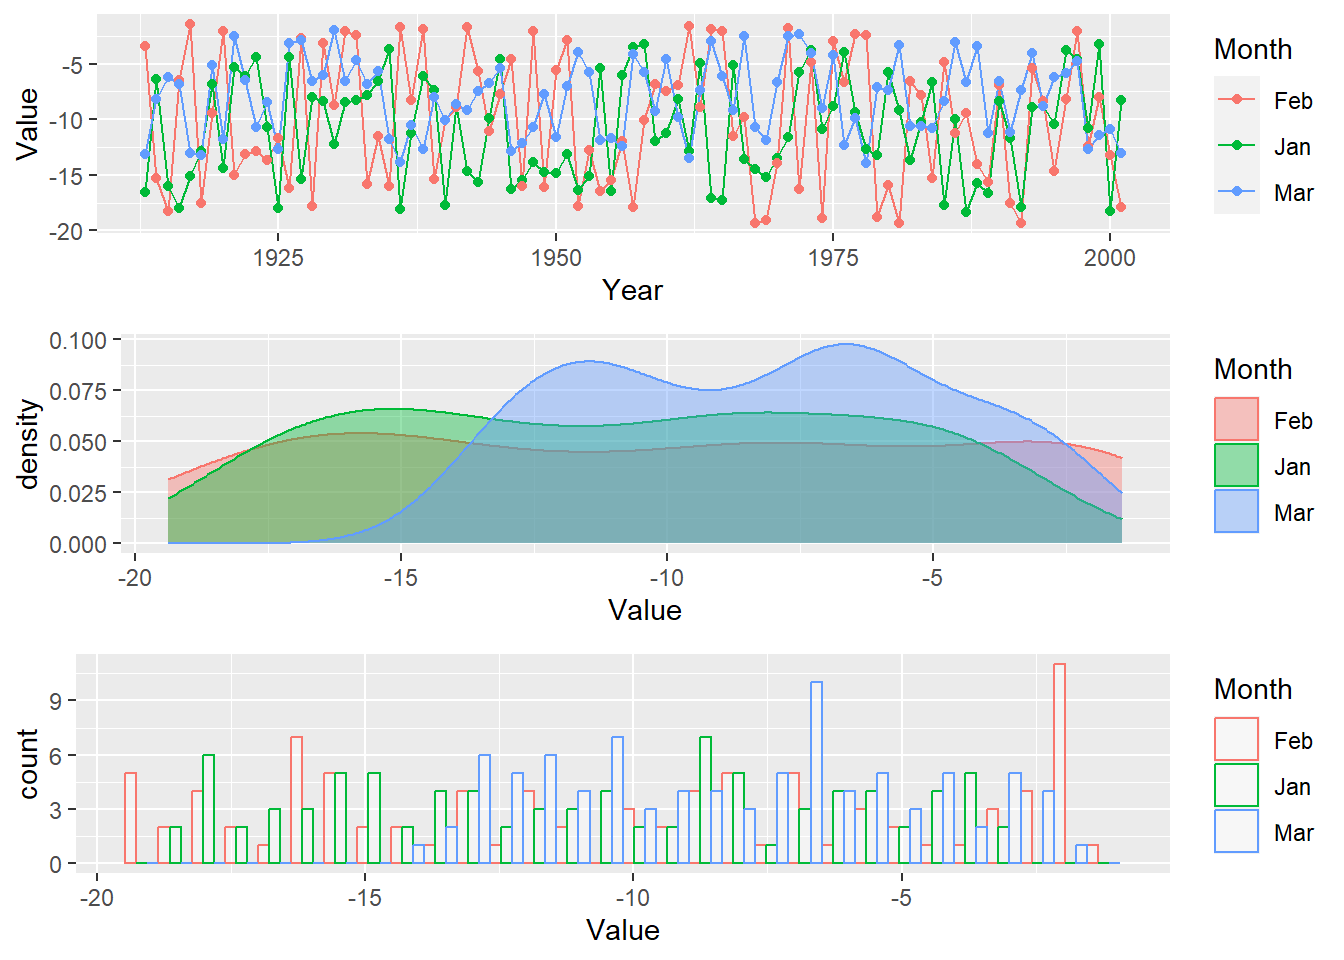 Value
-5
-10
-15
-20
1925 1950 1975 2000
Year
Month
Feb
Jan
Mar
density
0.100
0.075
0.050
0.025
0.000
-20 -15 -10 -5
Value
Month
Feb
Jan
Mar
count
9
6
3
0
-20 -15 -10 -5
Value
Month
Feb
Jan
Mar